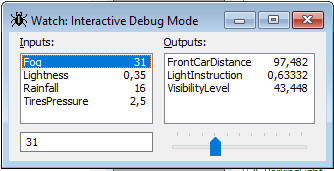 Watch: Interactive Debug Mode
Inputs: Outputs:
Fog 31 FrontCarDistance 97,482
Lightness 0,35 LightInstruction 0,63332
Rainfall 16 VisibilityLevel 43,448
TiresPressure 2,5
31